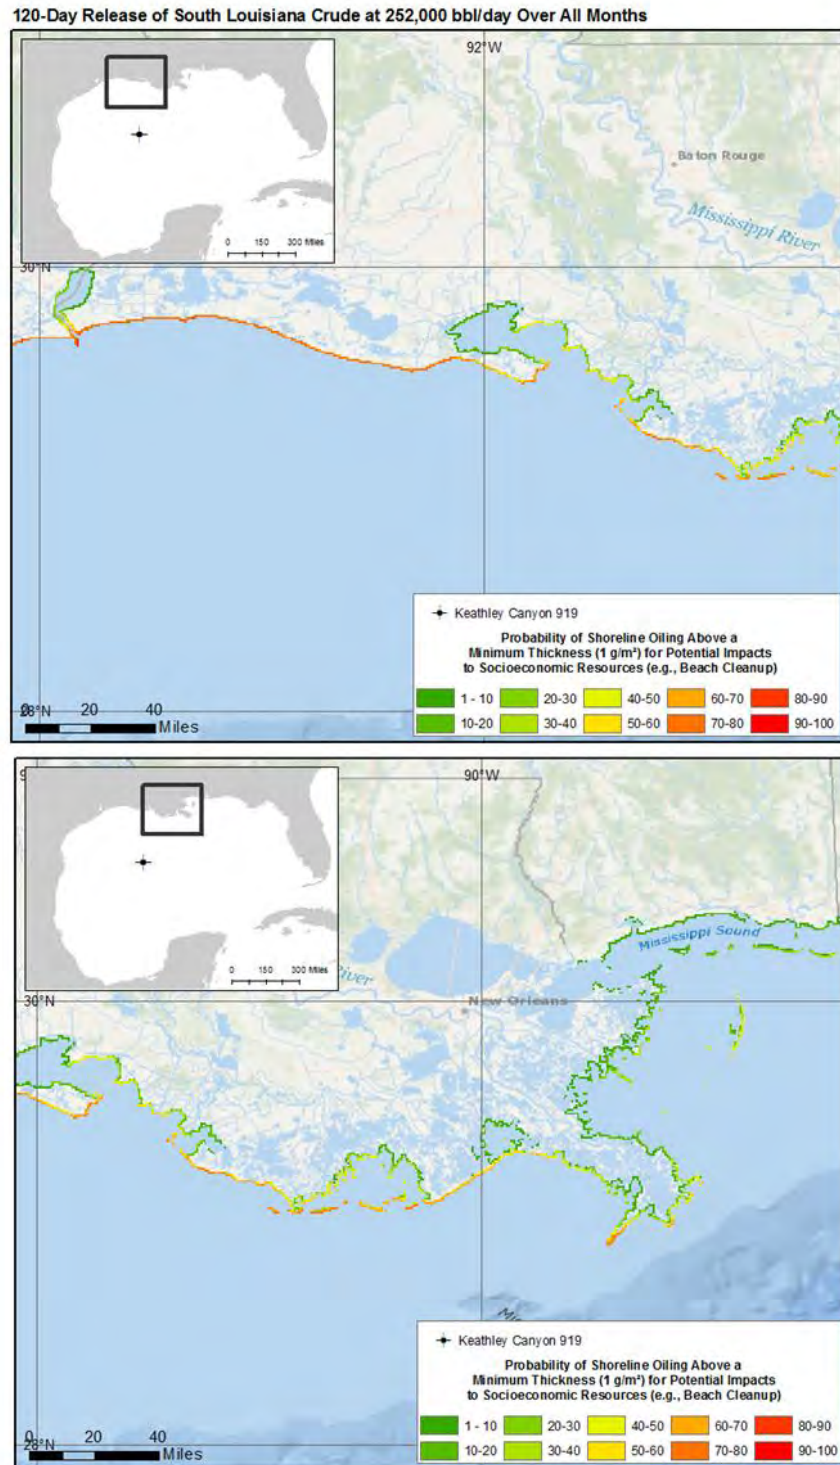 120-Day Release of South Louisiana Crude at 252,000 bbl/day Over All Months
92°W
Baton Rouge
Mississippi River
0 150 300 Miles
30°N
Keathley Canyon 919
Probability of Shoreline Oiling Above a
Minimum Thickness (1 g/m²) for Potential Impacts
to Socioeconomic Resources (e.g., Beach Cleanup)
1 - 10 20-30 40-50 60-70 80-90
10-20 30-40 50-60 70-80 90-100
28°N
0 20 40
Miles
90°W
Mississippi Sound
0 150 300 Miles
River
30°N
New Orleans
Keathley Canyon 919
Probability of Shoreline Oiling Above a
Minimum Thickness (1 g/m²) for Potential Impacts
to Socioeconomic Resources (e.g., Beach Cleanup)
1 - 10 20-30 40-50 60-70 80-90
10-20 30-40 50-60 70-80 90-100
28°N
0 20 40
Miles